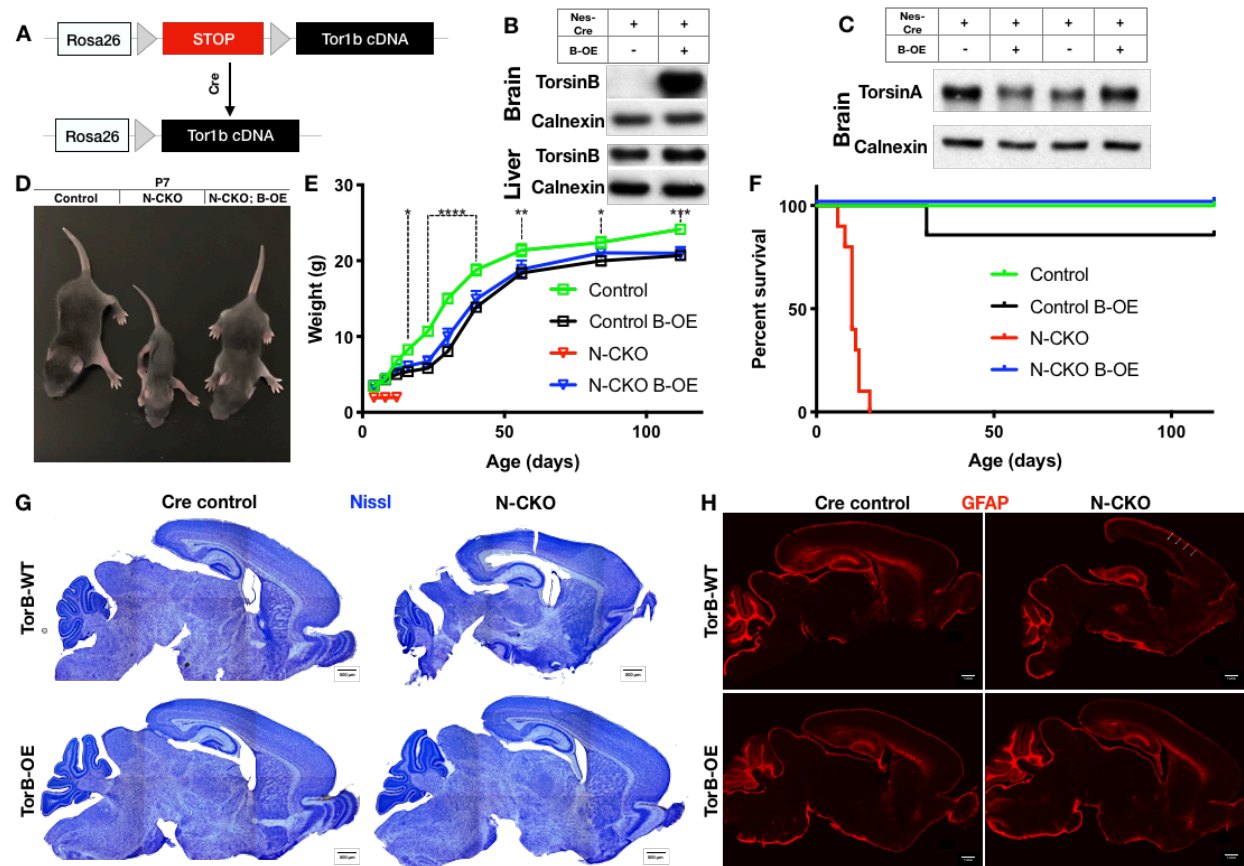 A
Rosa26 STOP Tor1b cDNA
Cre
Rosa26 Tor1b cDNA
B
Nes-Cre + +
B-OE - +
Brain
TorsinB
Calnexin
Liver
TorsinB
Calnexin
C
Nes-Cre + + + +
B-OE - + - +
Brain
TorsinA
Calnexin
D
P7
Control N-CKO N-CKO; B-OE
E
Weight (g)
30
20
10
0
0 50 100
Age (days)
* **** ** * ***
Control
Control B-OE
N-CKO
N-CKO B-OE
F
Percent survival
100
50
0
0 50 100
Age (days)
Control
Control B-OE
N-CKO
N-CKO B-OE
G
Cre control Nissl N-CKO
TorB-WT
TorB-OE
H
Cre control GFAP N-CKO
TorB-WT
TorB-OE